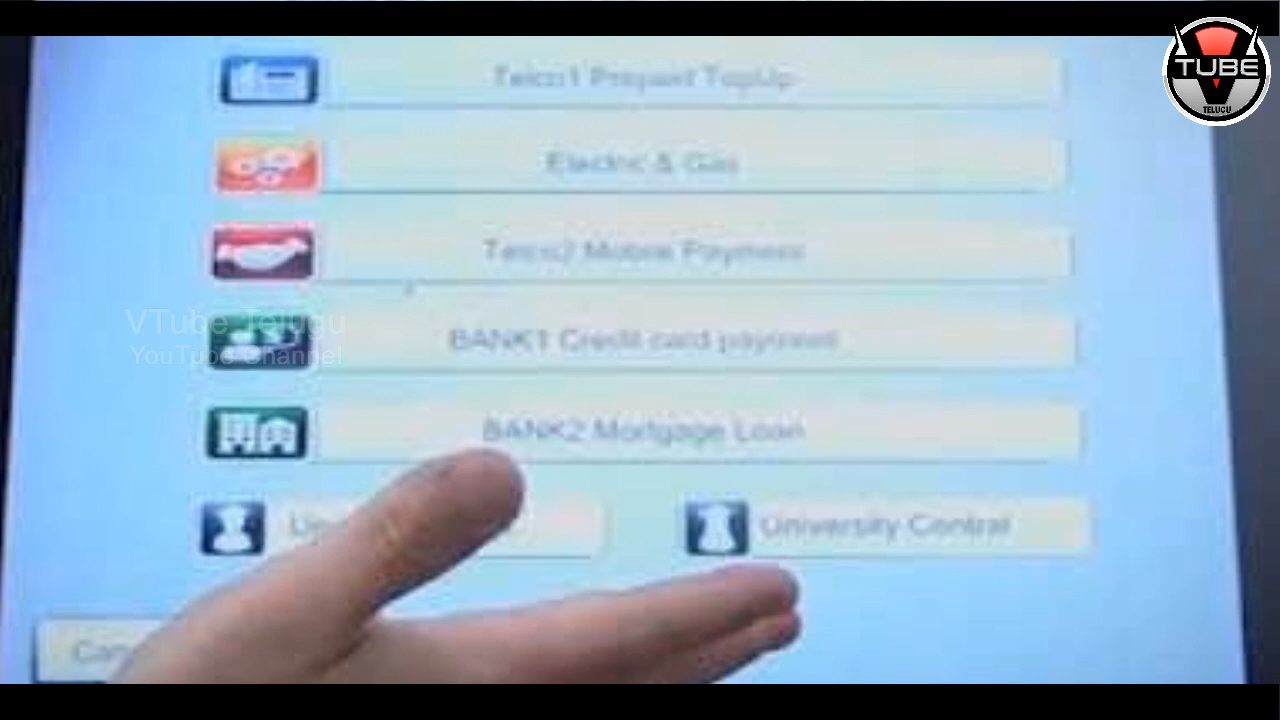 TUBE
TELUGU
Telco1 Prepaid TopUp
Electric & Gas
Telco2 Mobile Payment
VTube Telugu
BANK1 Credit card payment
YouTube Channel
BANK2 Mortgage Loan
University Central